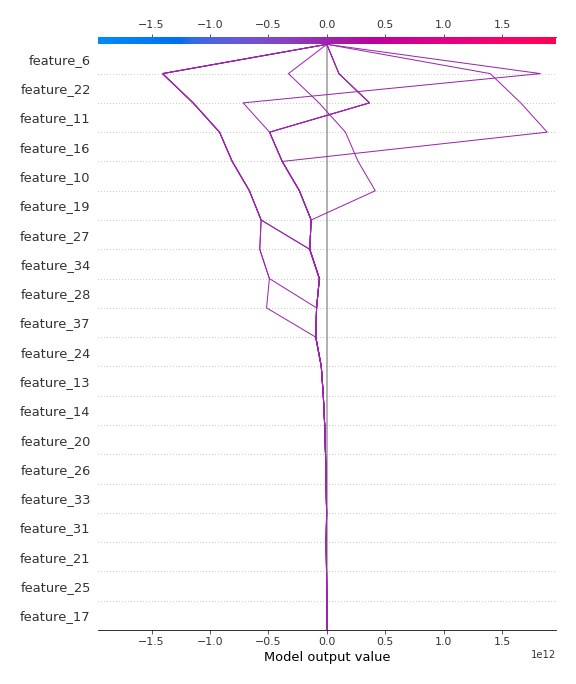 −1.5 −1.0 −0.5 0.0 0.5 1.0 1.5
feature_6
feature_22
feature_11
feature_16
feature_10
feature_19
feature_27
feature_34
feature_28
feature_37
feature_24
feature_13
feature_14
feature_20
feature_26
feature_33
feature_31
feature_21
feature_25
feature_17
−1.5 −1.0 −0.5 0.0 0.5 1.0 1.5
1e12
Model output value